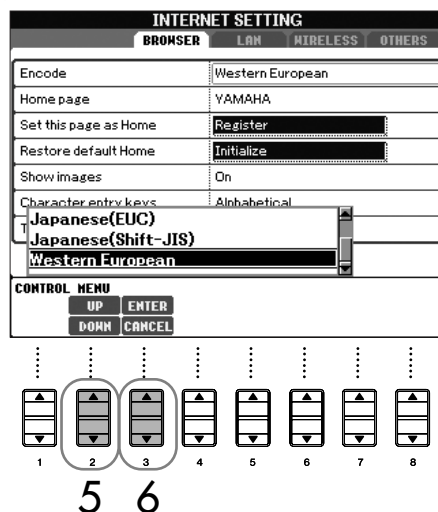 INTERNET SETTING
BROWSER LAN WIRELESS OTHERS
Encode Western European
Home page YAMAHA
Set this page as Home Register
Restore default Home Initialize
Show images On
Character entry keys Alphabetical
T
Japanese(EUC)
Japanese(Shift-JIS)
Western European
CONTROL MENU
UP ENTER
DOWN CANCEL
1 2 3 4 5 6 7 8
5 6